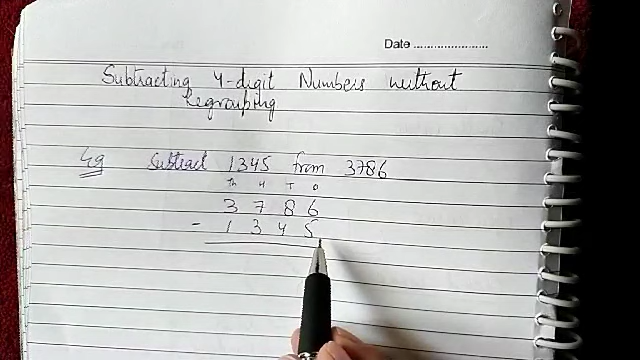 Date ........................
Subtracting 4-digit Numbers without
Regrouping
Eg Subtract 1345 from 3786
Th H T O
3 7 8 6
- 1 3 4 5